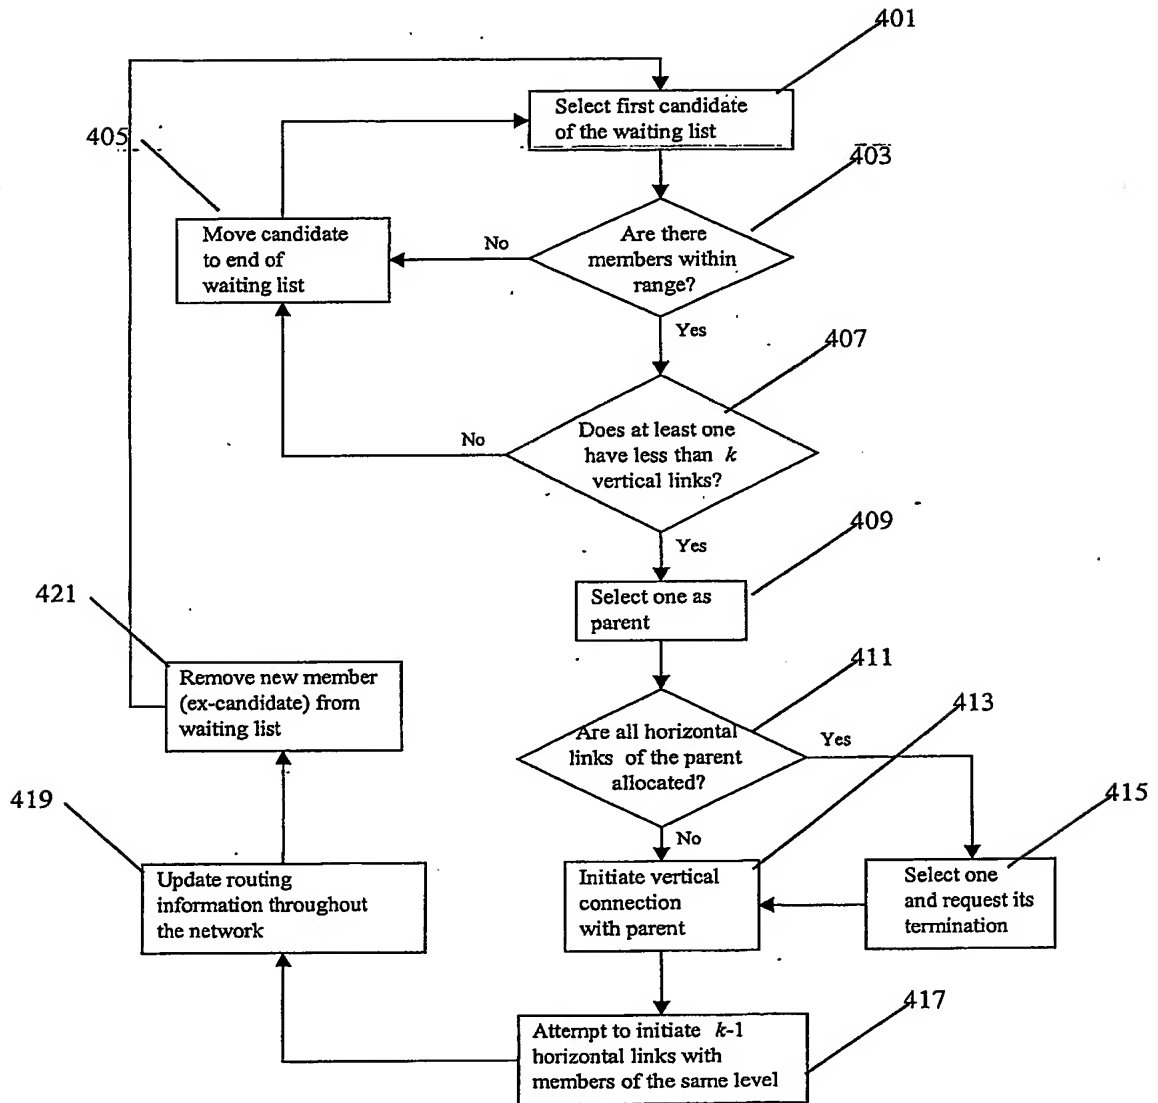 401
Select first candidate
of the waiting list
405
403
Move candidate
to end of
waiting list
No
Are there
members within
range?
Yes
407
No
Does at least one
have less than k
vertical links?
409
Yes
Select one as
parent
421
411
Remove new member
(ex-candidate) from
waiting list
413
Are all horizontal
links of the parent
allocated?
Yes
419
415
No
Update routing
information throughout
the network
Initiate vertical
connection
with parent
Select one
and request its
termination
417
Attempt to initiate k-1
horizontal links with
members of the same level